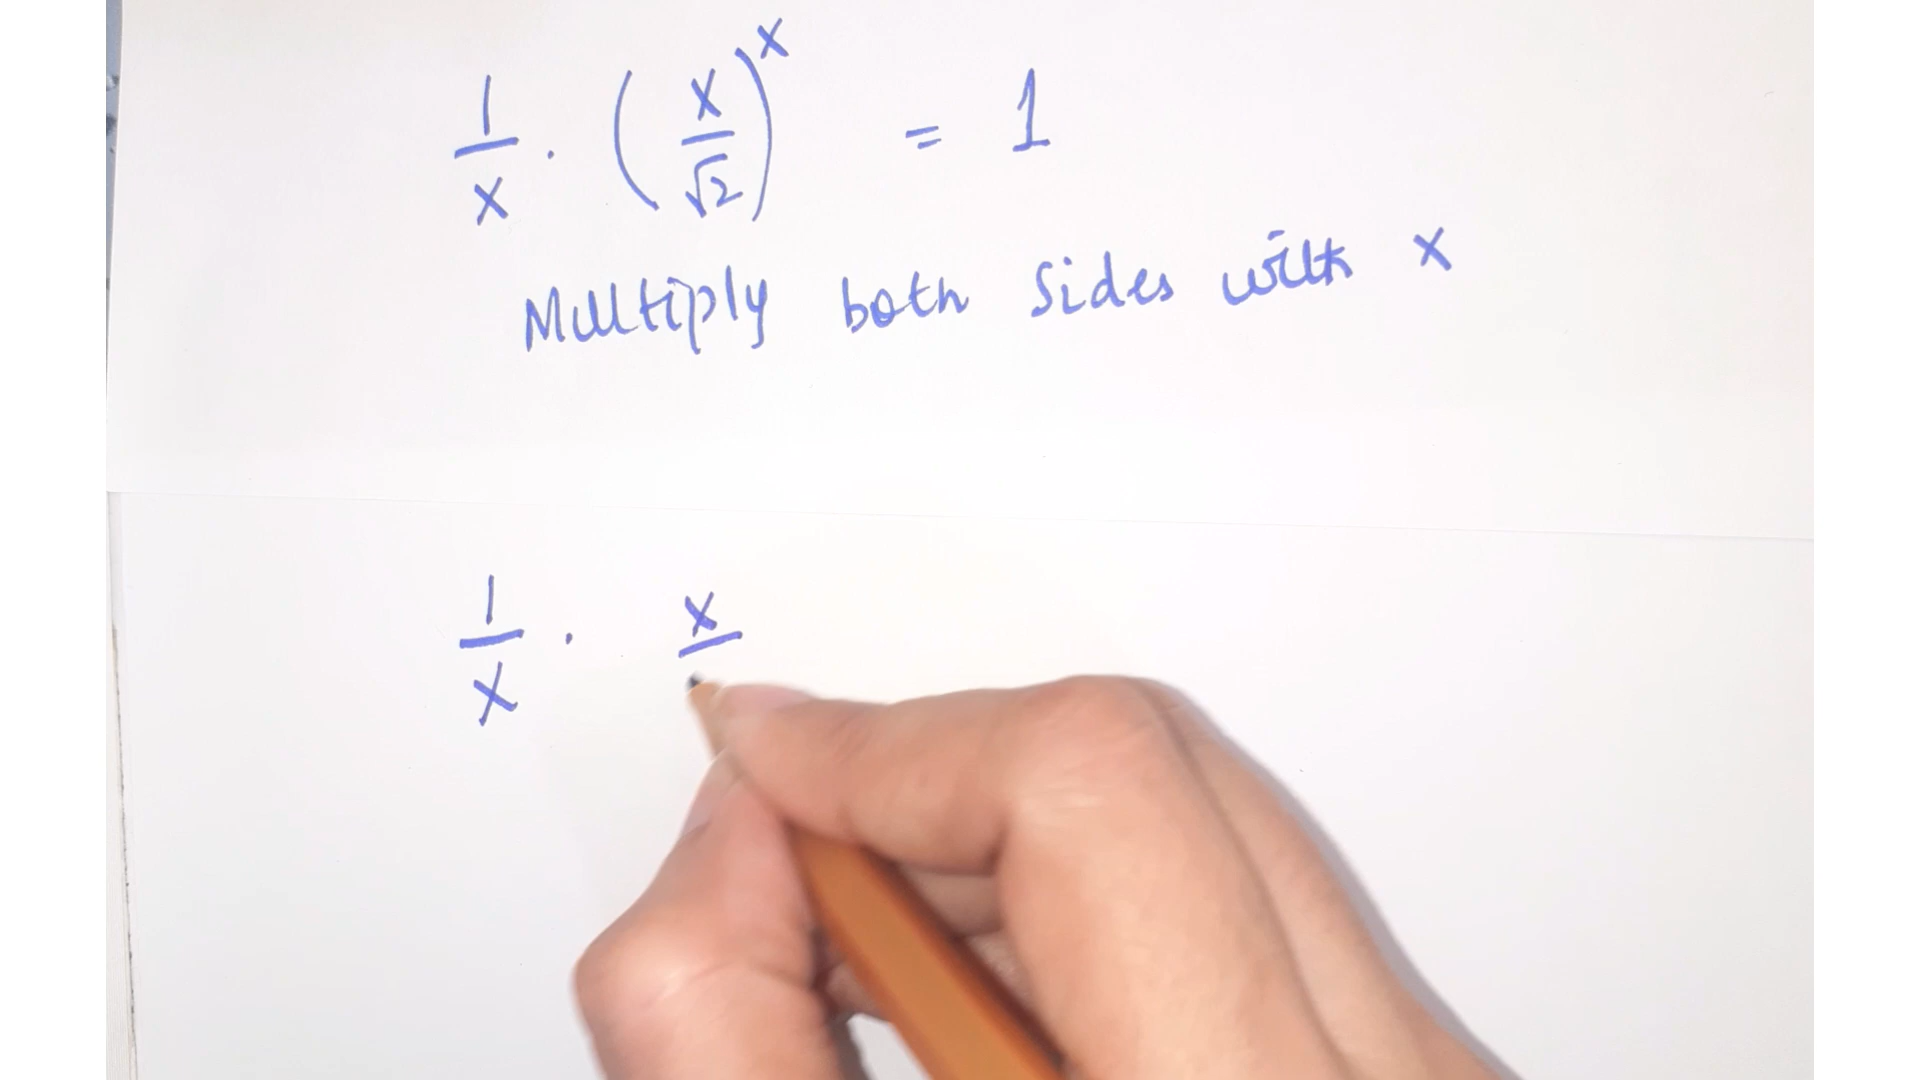 1/x · (x/√2)^x = 1
Multiply both sides with x
1/x · x/